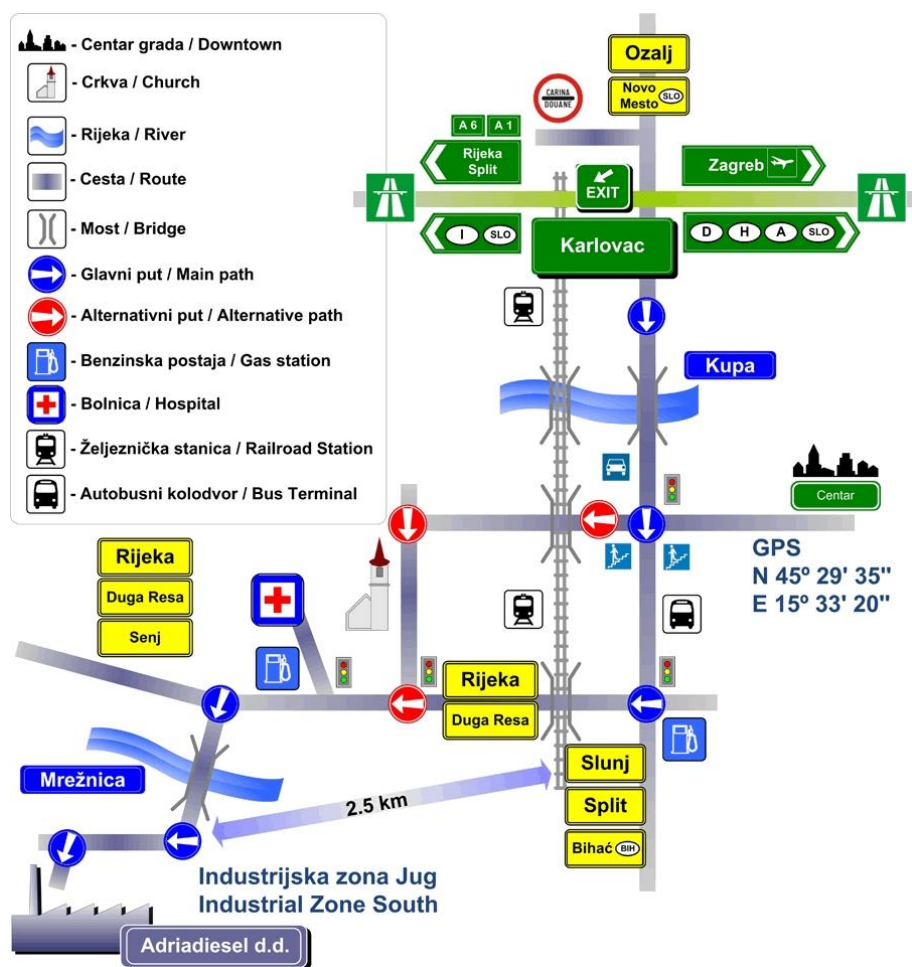 - Centar grada / Downtown
- Crkva / Church
- Rijeka / River
- Cesta / Route
- Most / Bridge
- Glavni put / Main path
- Alternativni put / Alternative path
- Benzinska postaja / Gas station
- Bolnica / Hospital
- Željeznička stanica / Railroad Station
- Autobusni kolodvor / Bus Terminal
Ozalj
Novo
Mesto SLO
CARINA
DOUANE
A 6 A 1
Rijeka
Split
EXIT
Zagreb
I SLO
Karlovac
D H A SLO
Kupa
Centar
GPS
N 45º 29' 35"
E 15º 33' 20"
Rijeka
Duga Resa
Senj
Rijeka
Duga Resa
Slunj
Split
Bihać BIH
Mrežnica
2.5 km
Industrijska zona Jug
Industrial Zone South
Adriadiesel d.d.